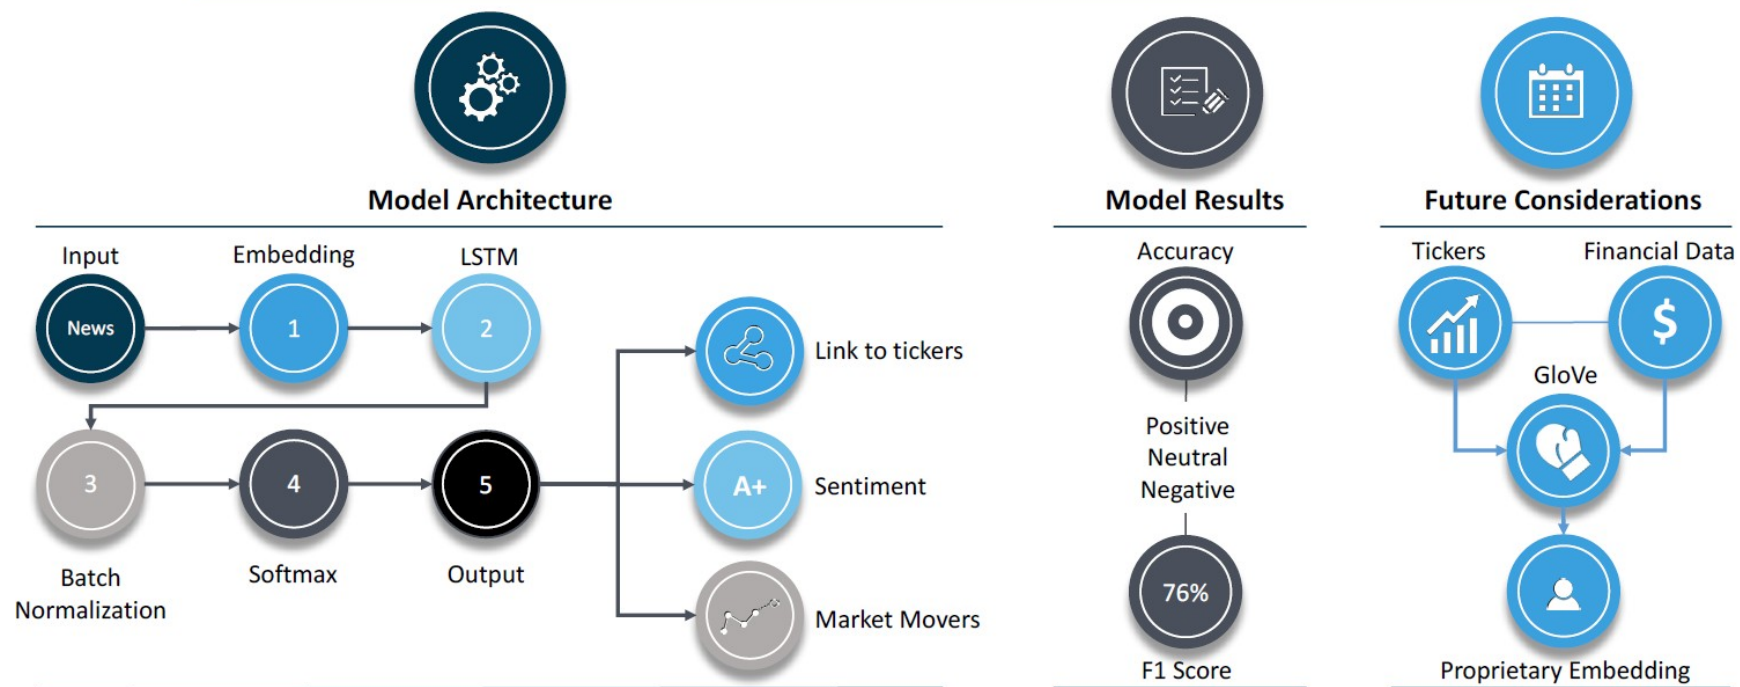 Model Architecture
Input
Embedding
LSTM
News
1
2
3
4
5
Batch
Normalization
Softmax
Output
Link to tickers
A+
Sentiment
Market Movers
Model Results
Accuracy
Positive
Neutral
Negative
76%
F1 Score
Future Considerations
Tickers
Financial Data
$
GloVe
Proprietary Embedding